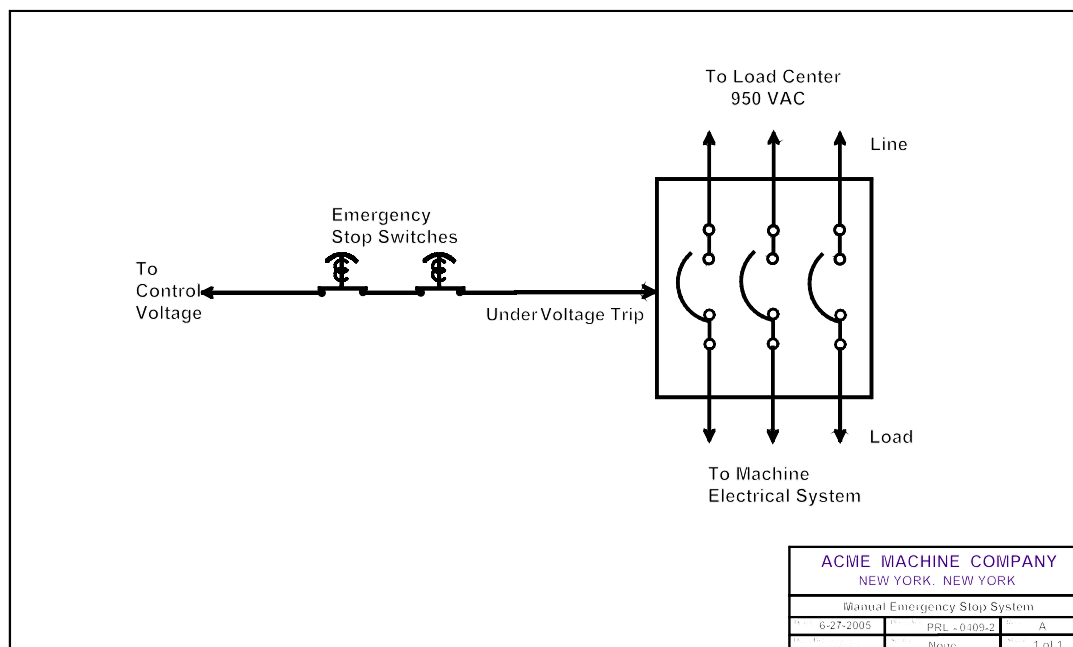 To Load Center
950 VAC
Line
Emergency
Stop Switches
To
Control
Voltage
Under Voltage Trip
Load
To Machine
Electrical System
ACME MACHINE COMPANY
NEW YORK. NEW YORK
Manual Emergency Stop System
6-27-2005 PRL - 0409-2 A
None 1 of 1